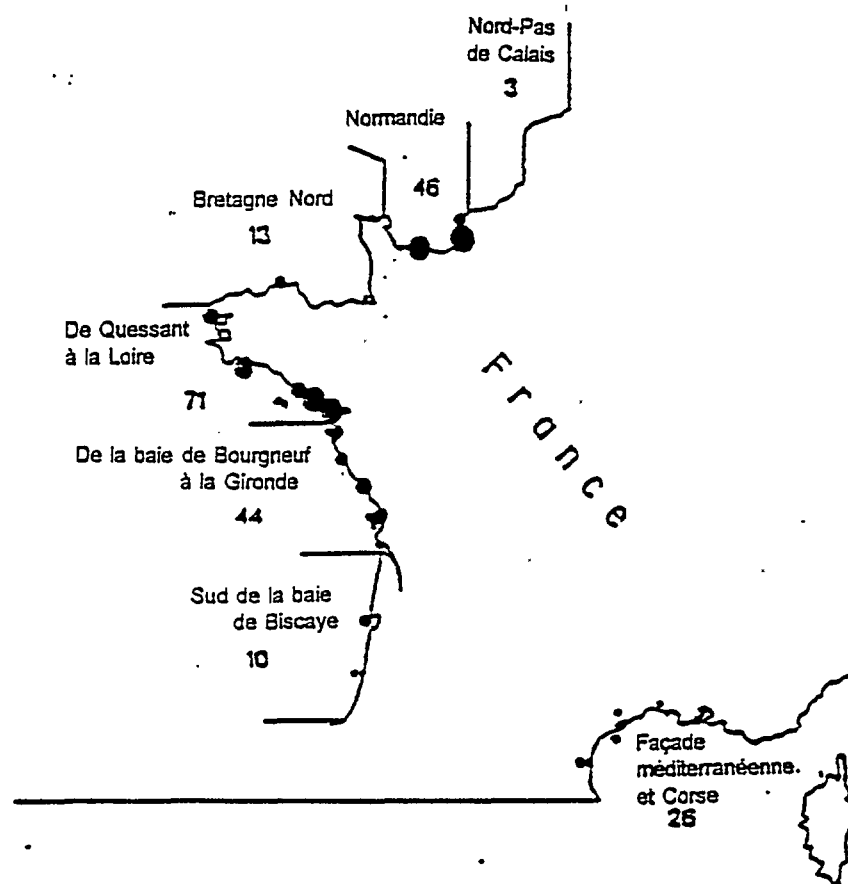 Nord-Pas
de Calais
3
Normandie
46
Bretagne Nord
13
De Quessant
à la Loire
71
De la baie de Bourgneuf
à la Gironde
44
France
Sud de la baie
de Biscaye
10
Façade
méditerranéenne.
et Corse
26